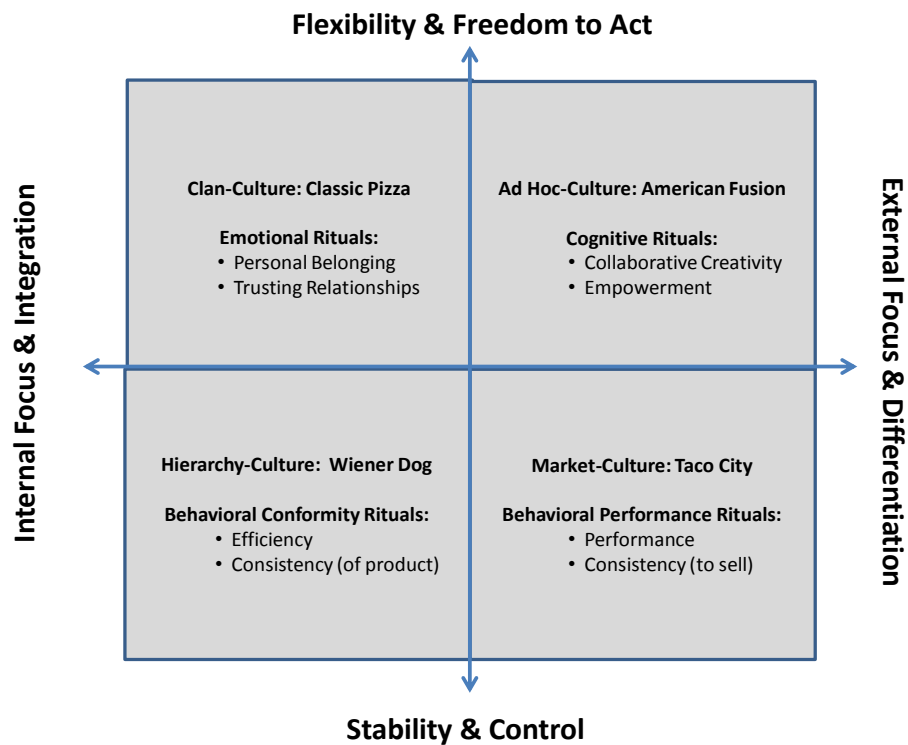 Flexibility & Freedom to Act
Internal Focus & Integration
Clan-Culture: Classic Pizza
Emotional Rituals:
• Personal Belonging
• Trusting Relationships
Ad Hoc-Culture: American Fusion
Cognitive Rituals:
• Collaborative Creativity
• Empowerment
External Focus & Differentiation
Hierarchy-Culture: Wiener Dog
Behavioral Conformity Rituals:
• Efficiency
• Consistency (of product)
Market-Culture: Taco City
Behavioral Performance Rituals:
• Performance
• Consistency (to sell)
Stability & Control